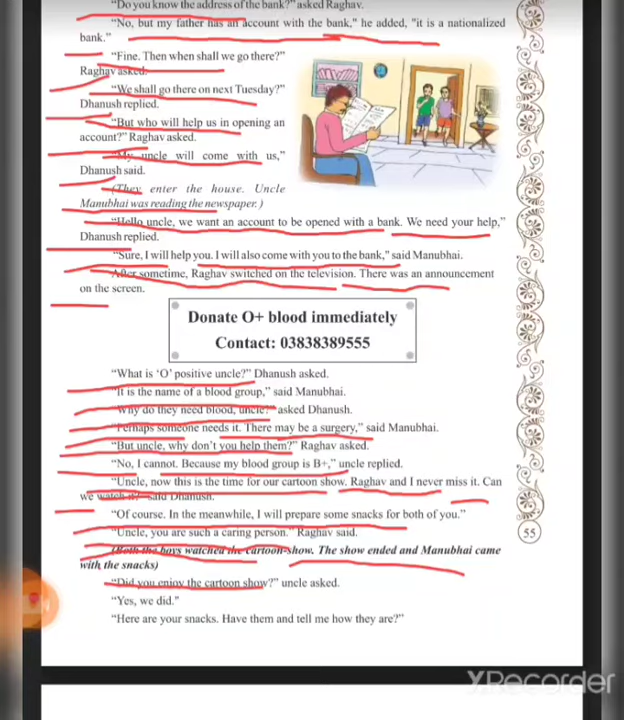 "Do you know the address of the bank?" asked Raghav.
"No, but my father has an account with the bank," he added, "it is a nationalized
bank."
"Fine. Then when shall we go there?"
Raghav asked.
"We shall go there on next Tuesday?"
Dhanush replied.
"But who will help us in opening an
account?" Raghav asked.
"My uncle will come with us,"
Dhanush said.
(They enter the house. Uncle
Manubhai was reading the newspaper.)
"Hello uncle, we want an account to be opened with a bank. We need your help,"
Dhanush replied.
"Sure, I will help you. I will also come with you to the bank," said Manubhai.
After sometime, Raghav switched on the television. There was an announcement
on the screen.
Donate O+ blood immediately
Contact: 03838389555
"What is 'O' positive uncle?" Dhanush asked.
"It is the name of a blood group," said Manubhai.
"Why do they need blood, uncle?" asked Dhanush.
"Perhaps someone needs it. There may be a surgery," said Manubhai.
"But uncle, why don't you help them?" Raghav asked.
"No, I cannot. Because my blood group is B+," uncle replied.
"Uncle, now this is the time for our cartoon show. Raghav and I never miss it. Can
we watch it?" said Dhanush.
"Of course. In the meanwhile, I will prepare some snacks for both of you."
"Uncle, you are such a caring person." Raghav said.
(Both the boys watched the cartoon-show. The show ended and Manubhai came
with the snacks)
"Did you enjoy the cartoon show?" uncle asked.
"Yes, we did."
"Here are your snacks. Have them and tell me how they are?"
55
XRecorder